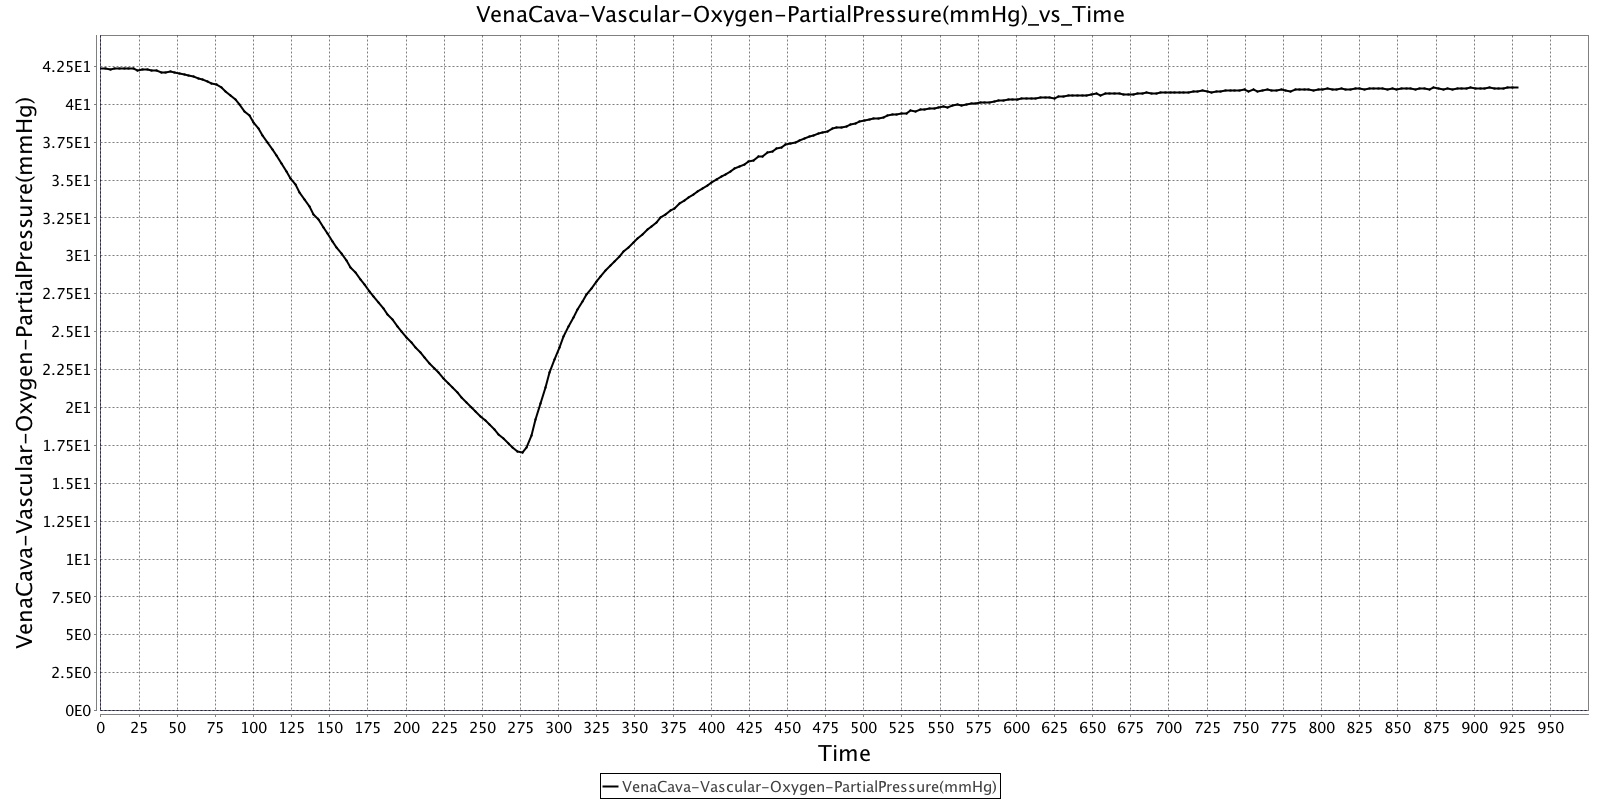 VenaCava-Vascular-Oxygen-PartialPressure(mmHg)_vs_Time
VenaCava-Vascular-Oxygen-PartialPressure(mmHg)
4.25E1
4E1
3.75E1
3.5E1
3.25E1
3E1
2.75E1
2.5E1
2.25E1
2E1
1.75E1
1.5E1
1.25E1
1E1
7.5E0
5E0
2.5E0
0E0
0 25 50 75 100 125 150 175 200 225 250 275 300 325 350 375 400 425 450 475 500 525 550 575 600 625 650 675 700 725 750 775 800 825 850 875 900 925 950
Time
VenaCava-Vascular-Oxygen-PartialPressure(mmHg)